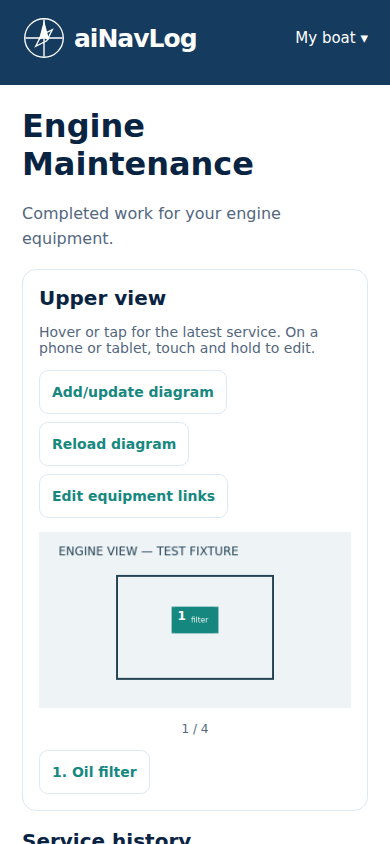 aiNavLog
My boat ▾
Engine
Maintenance
Completed work for your engine
equipment.
Upper view
Hover or tap for the latest service. On a
phone or tablet, touch and hold to edit.
Add/update diagram
Reload diagram
Edit equipment links
ENGINE VIEW — TEST FIXTURE
1 filter
1 / 4
1. Oil filter
Service history